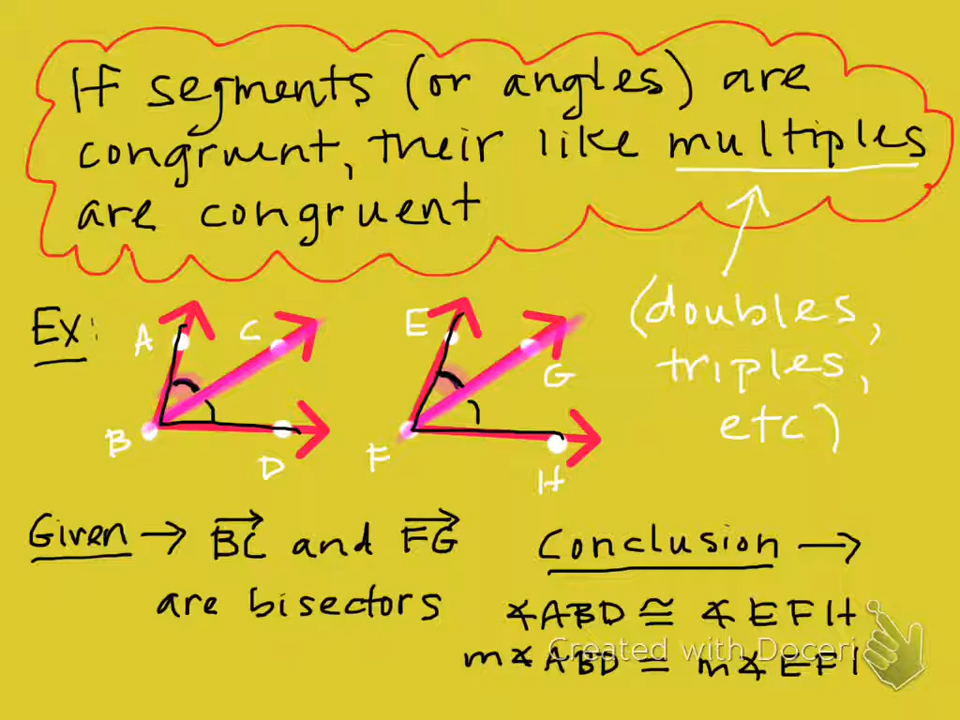 If segments (or angles) are
congruent, their like multiples
are congruent
(doubles,
triples,
etc)
Ex:
A C
B D
E G
F H
Given → BC and FG
are bisectors
Conclusion →
∡ABD ≅ ∡EFH
Created with Doceri
m∡ABD = m∡EF